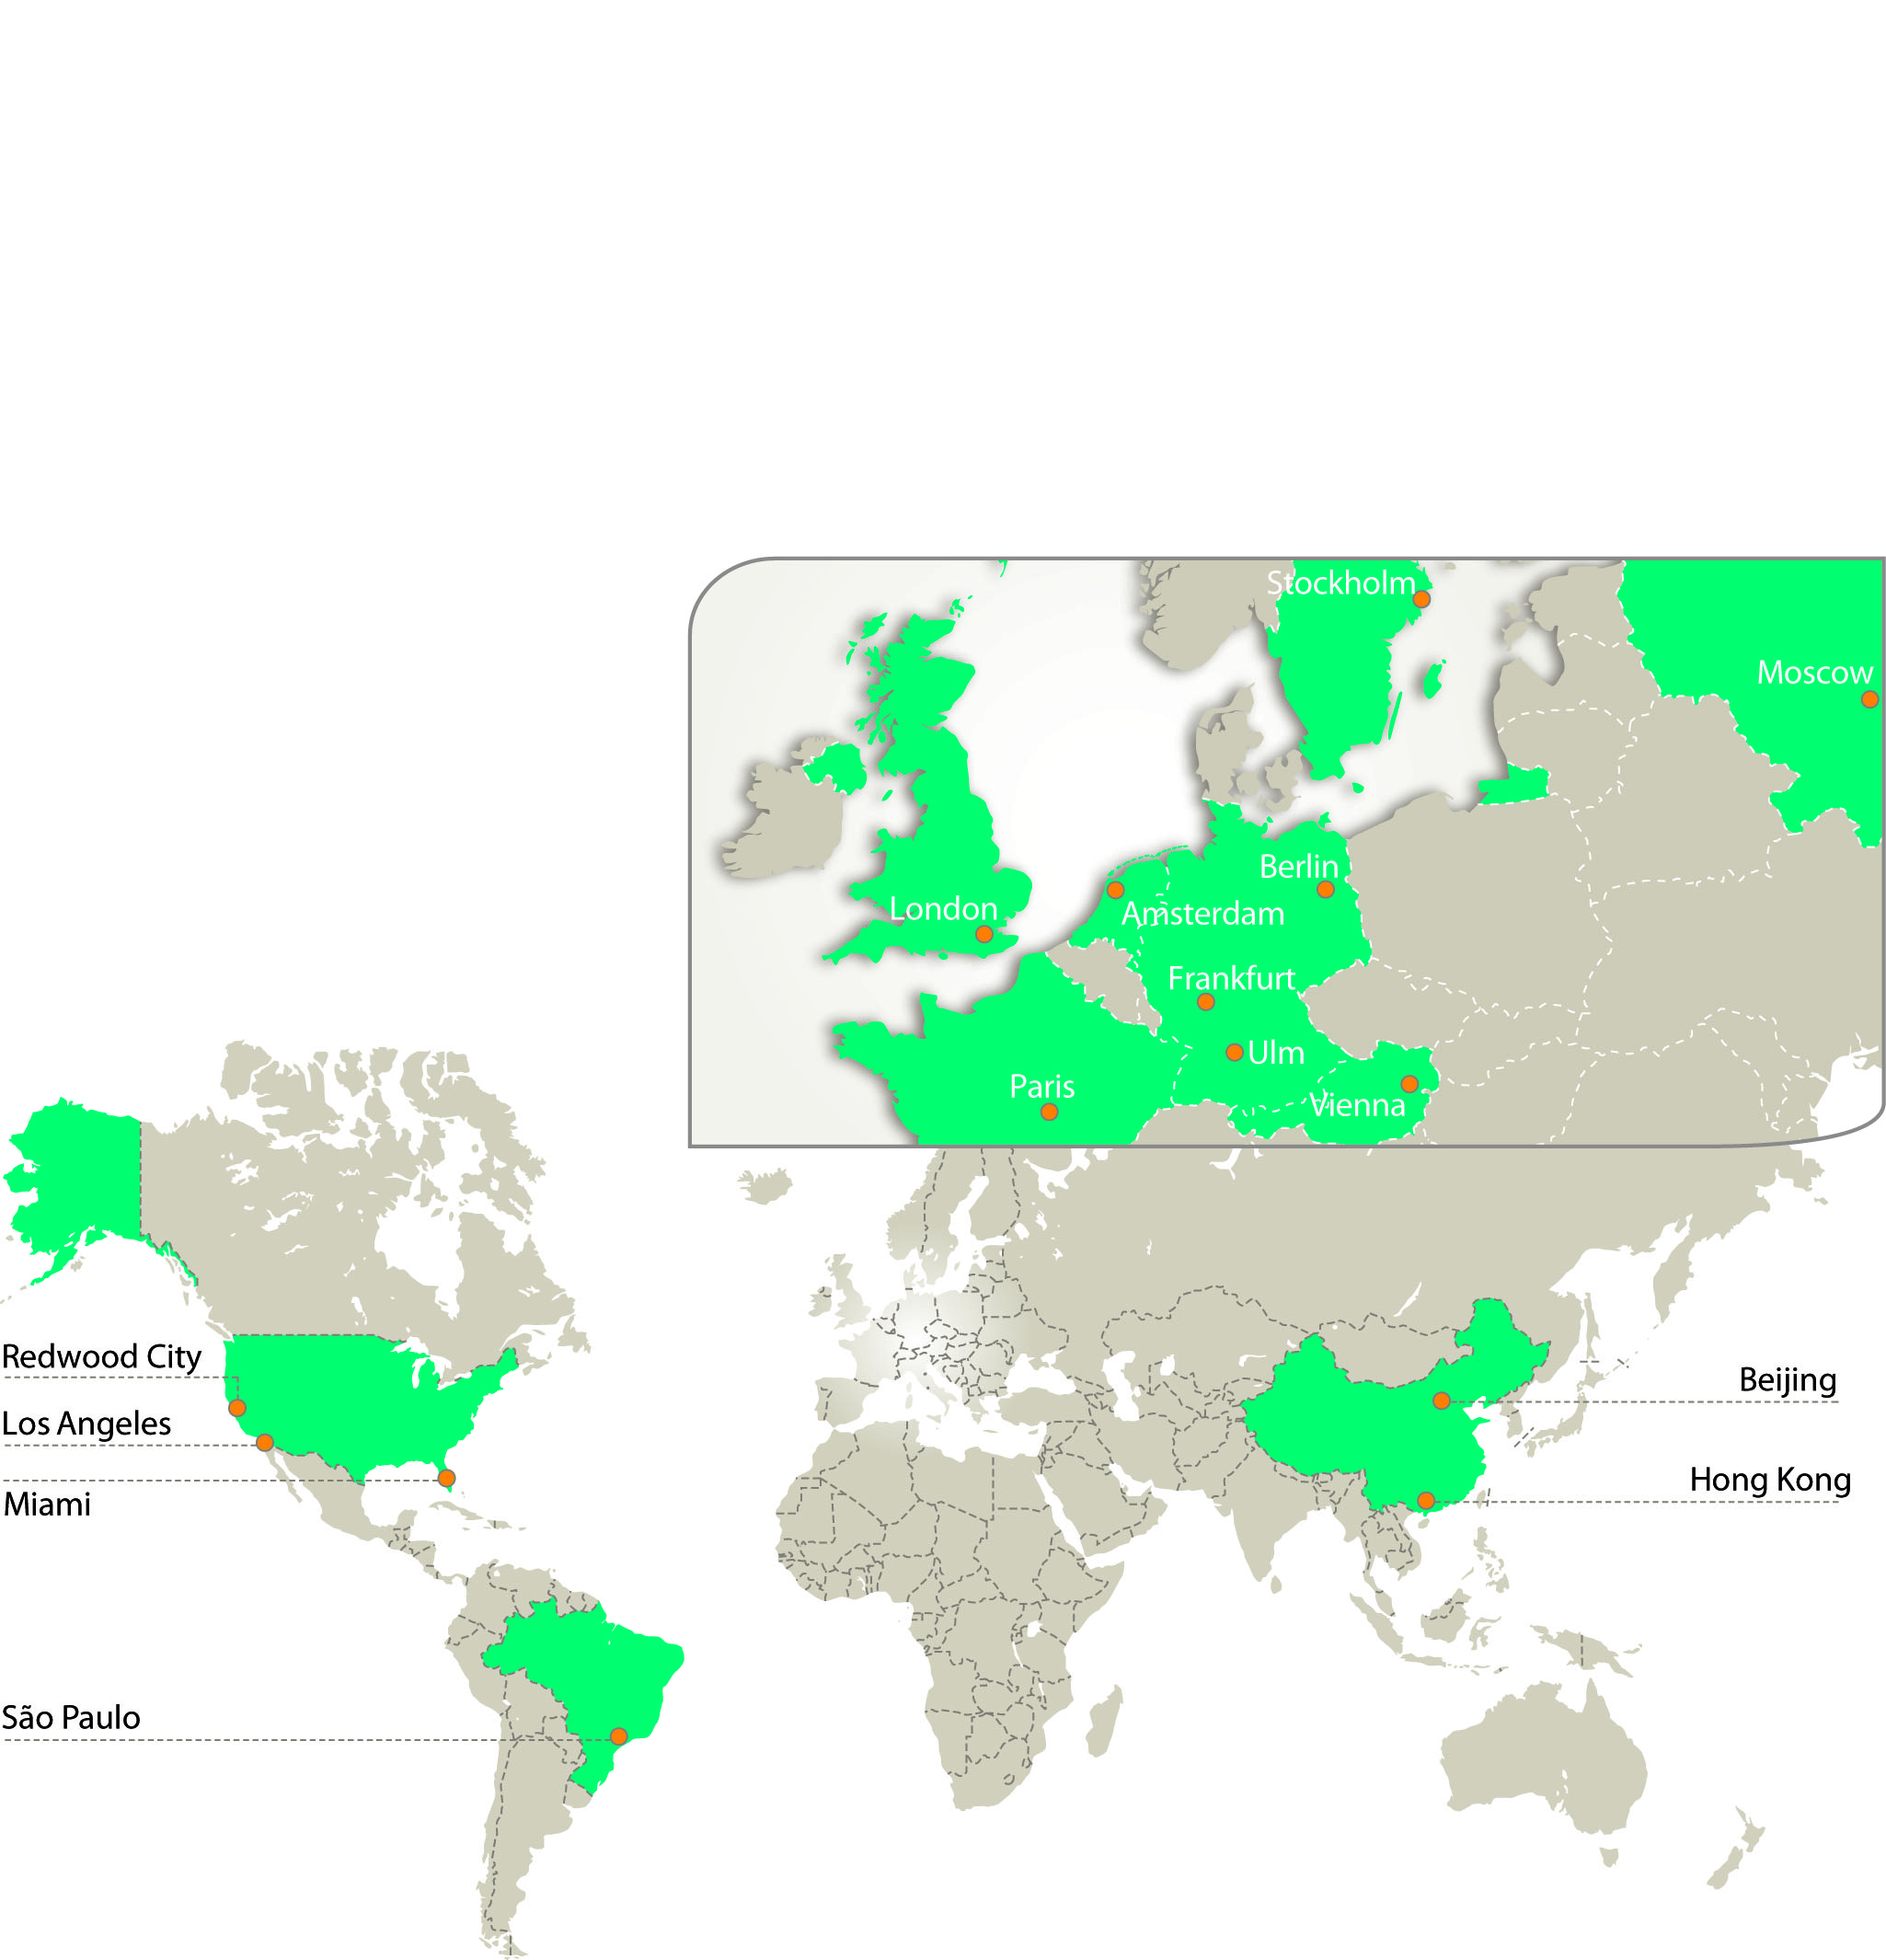 Stockholm
Moscow
Berlin
London
Amsterdam
Frankfurt
Ulm
Paris
Vienna
Redwood City
Beijing
Los Angeles
Hong Kong
Miami
São Paulo